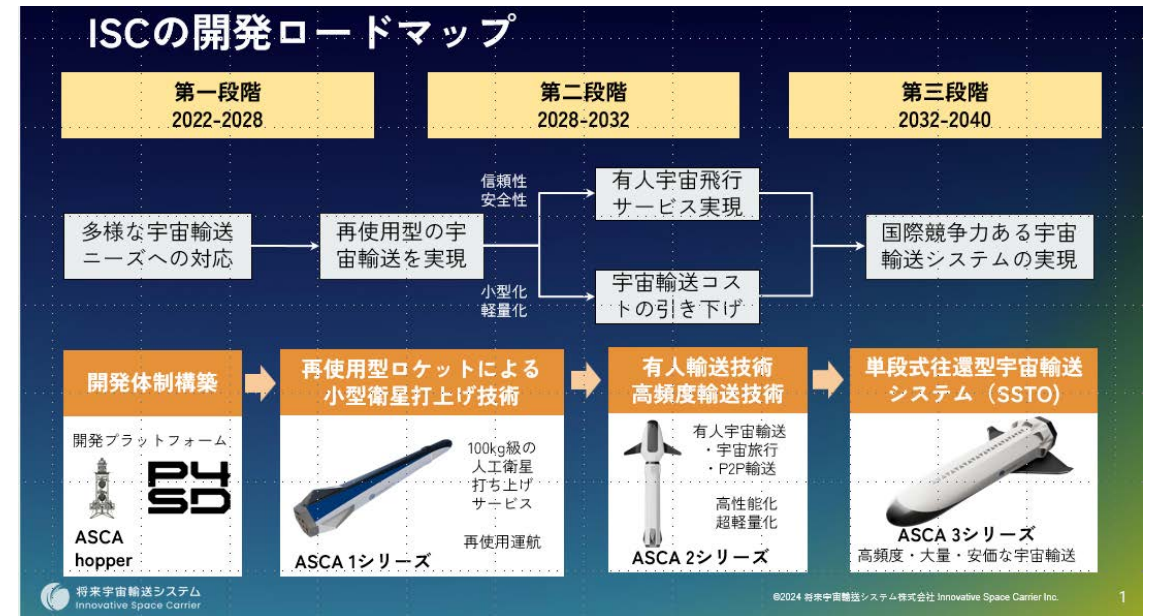 ISCの開発ロードマップ
第一段階
2022-2028
第二段階
2028-2032
第三段階
2032-2040
多様な宇宙輸送
ニーズへの対応
再使用型の宇
宙輸送を実現
信頼性
安全性
小型化
軽量化
有人宇宙飛行
サービス実現
宇宙輸送コス
トの引き下げ
国際競争力ある宇宙
輸送システムの実現
開発体制構築
再使用型ロケットによる
小型衛星打上げ技術
有人輸送技術
高頻度輸送技術
単段式往還型宇宙輸送
システム（SSTO)
開発プラットフォーム
P4
SD
ASCA
hopper
100kg級の
人工衛星
打ち上げ
サービス
再使用運航
ASCA 1シリーズ
有人宇宙輸送
・宇宙旅行
・P2P輸送
高性能化
超軽量化
ASCA 2シリーズ
ASCA 3シリーズ
高頻度・大量・安価な宇宙輸送
将来宇宙輸送システム
Innovative Space Carrier
©2024 将来宇宙輸送システム株式会社 Innovative Space Carrier Inc.
1